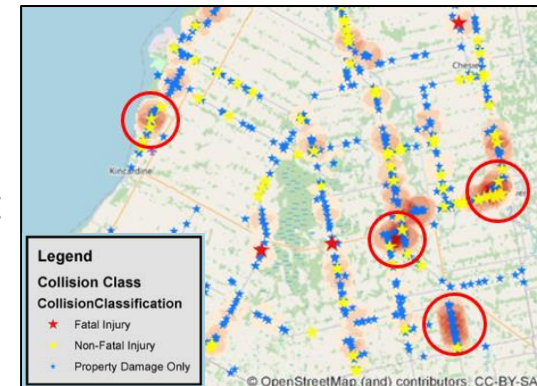 Chesley
Kincardine
Legend
Collision Class
CollisionClassification
Fatal Injury
Non-Fatal Injury
Property Damage Only
© OpenStreetMap (and) contributors, CC-BY-SA